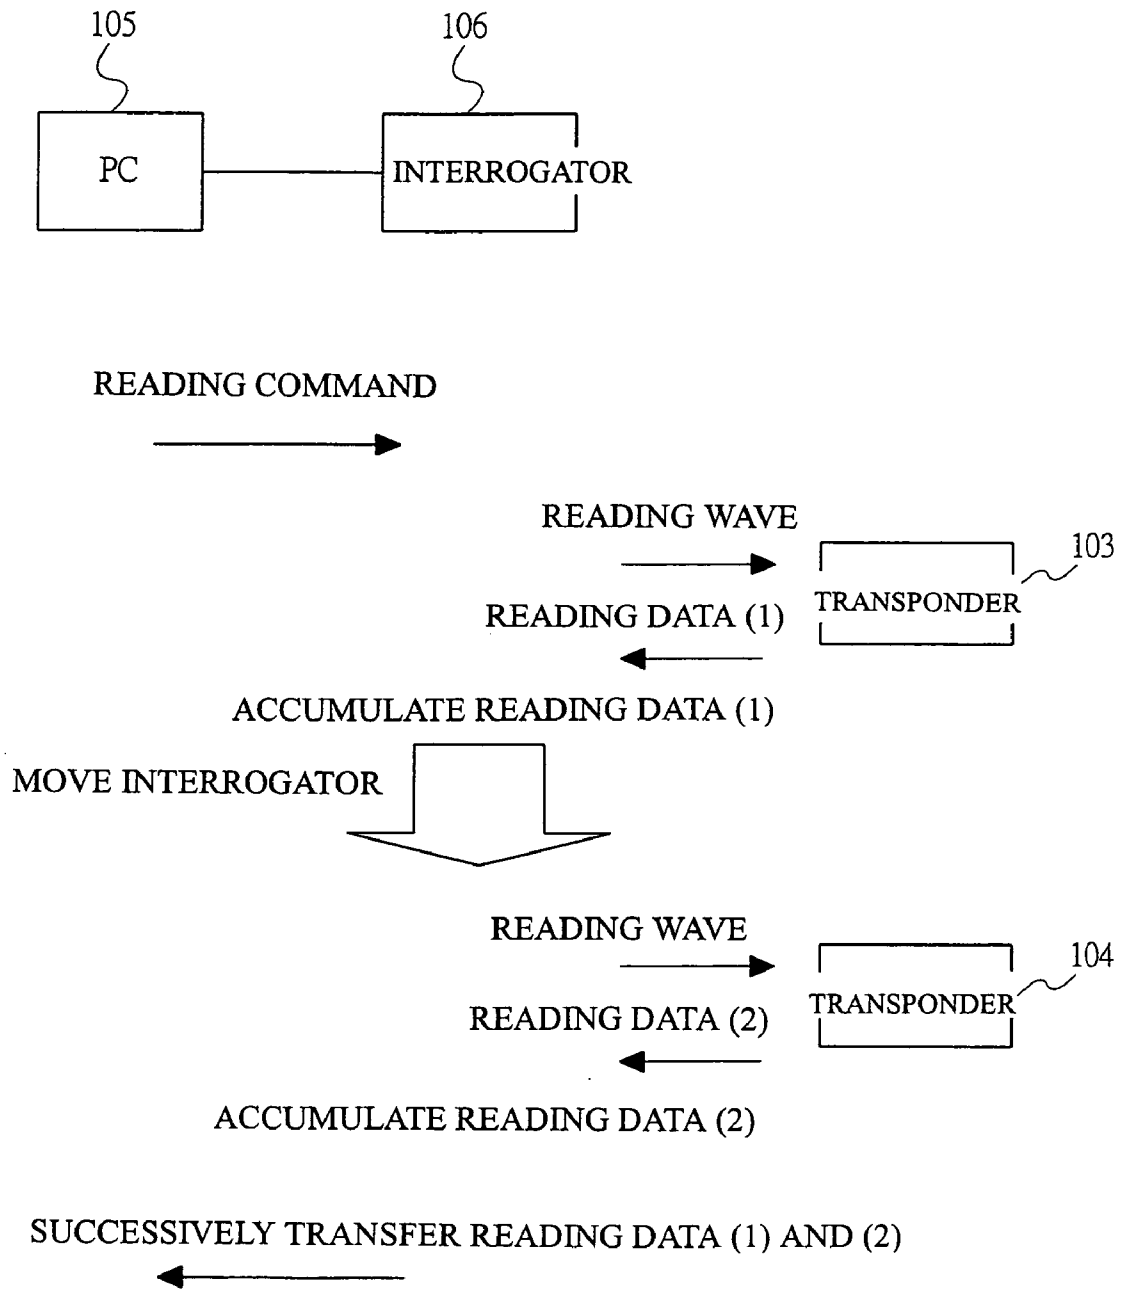 105
106
PC
INTERROGATOR
READING COMMAND
READING WAVE
103
TRANSPONDER
READING DATA (1)
ACCUMULATE READING DATA (1)
MOVE INTERROGATOR
READING WAVE
104
TRANSPONDER
READING DATA (2)
ACCUMULATE READING DATA (2)
SUCCESSIVELY TRANSFER READING DATA (1) AND (2)